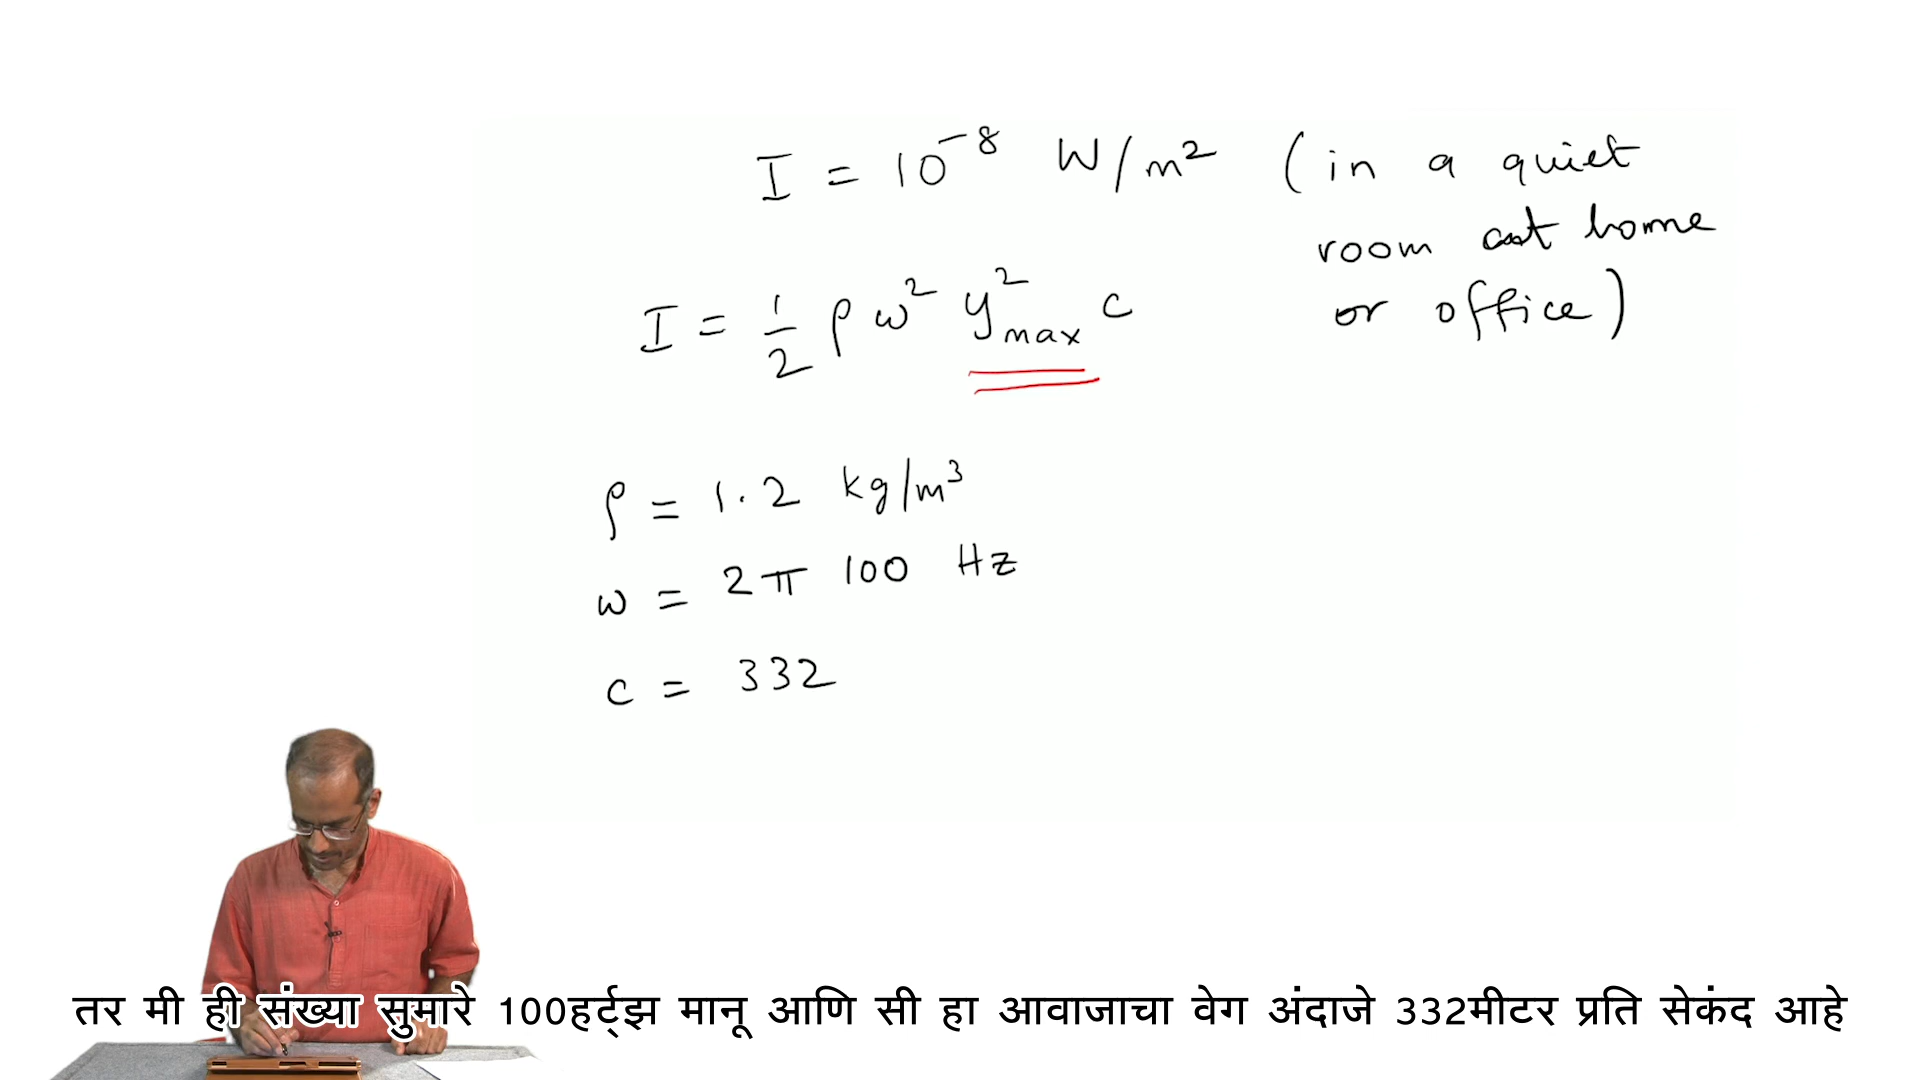 I = 10⁻⁸ W/m² (in a quiet
room at home
or office)
I = 1/2 ρ ω² y²max c
ρ = 1.2 kg/m³
ω = 2π 100 Hz
c = 332
तर मी ही संख्या सुमारे 100हर्ट्झ मानू आणि सी हा आवाजाचा वेग अंदाजे 332मीटर प्रति सेकंद आहे